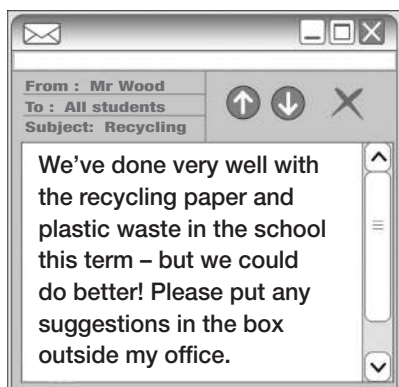 From : Mr Wood
To : All students
Subject: Recycling
We've done very well with
the recycling paper and
plastic waste in the school
this term – but we could
do better! Please put any
suggestions in the box
outside my office.